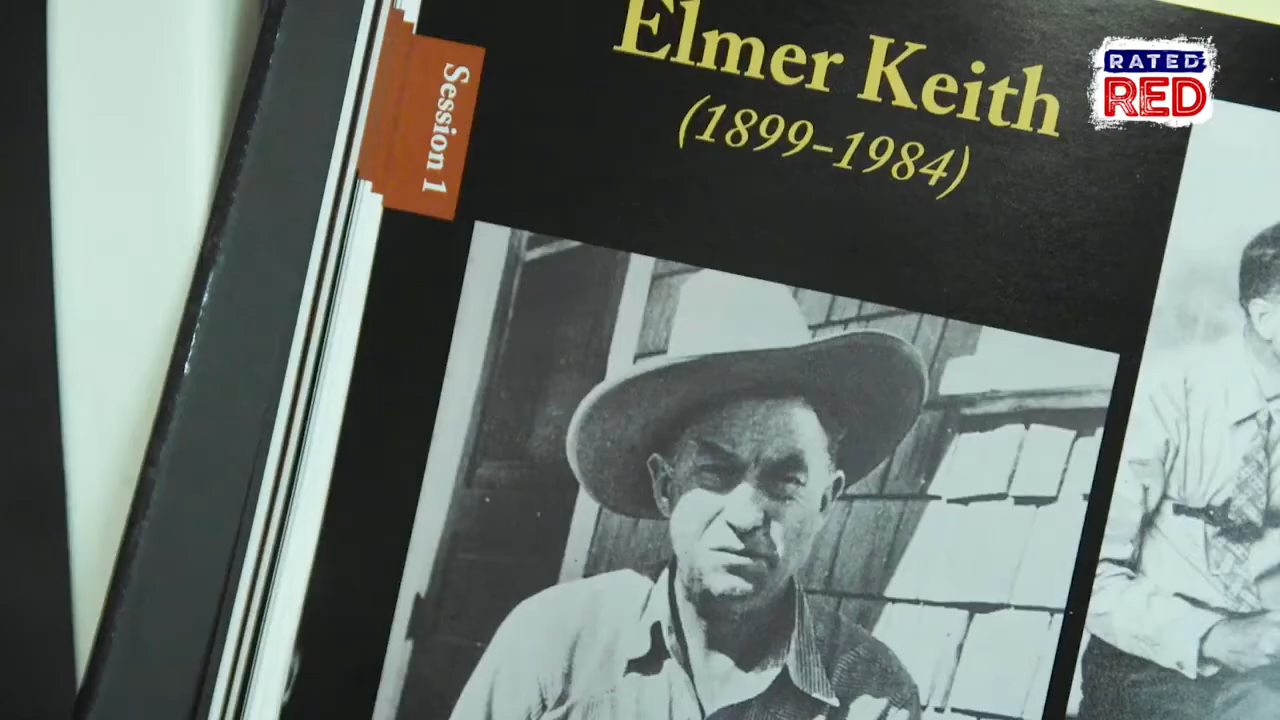 Elmer Keith
(1899–1984)
Session 1
RATED
RED